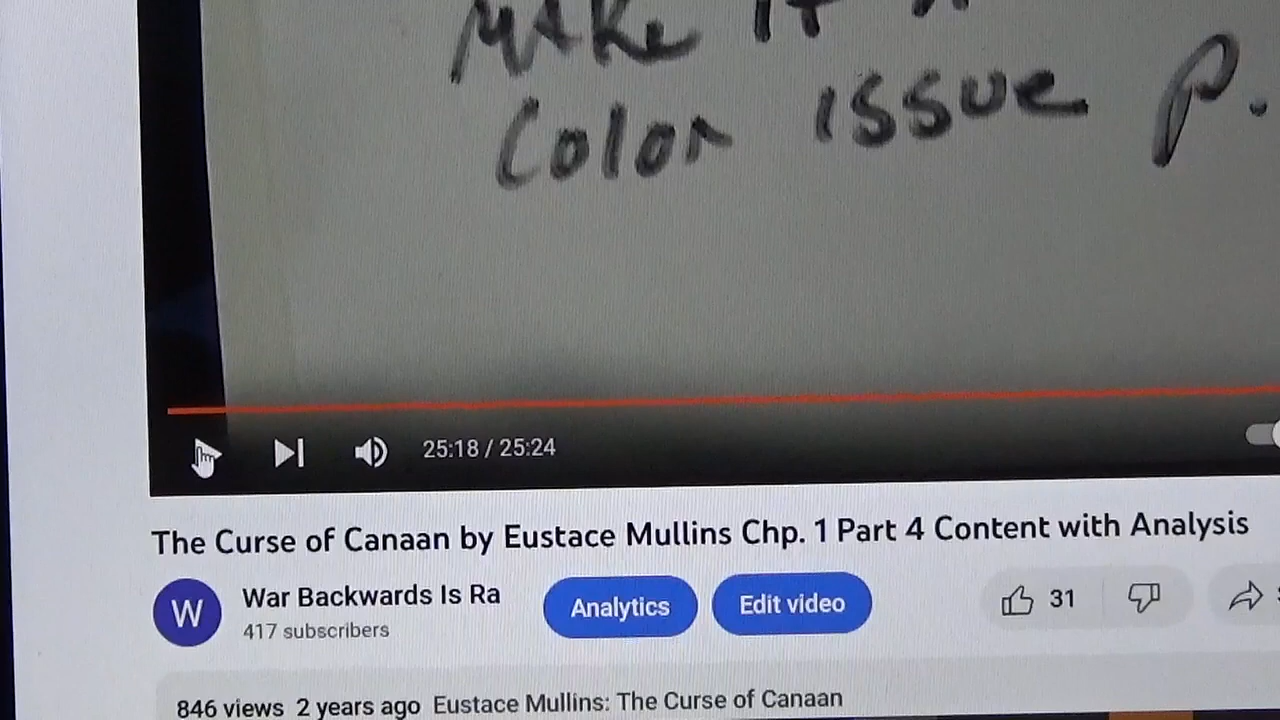 Make it a
Color issue p.
25:18 / 25:24
The Curse of Canaan by Eustace Mullins Chp. 1 Part 4 Content with Analysis
W
War Backwards Is Ra
417 subscribers
Analytics
Edit video
31
846 views 2 years ago Eustace Mullins: The Curse of Canaan